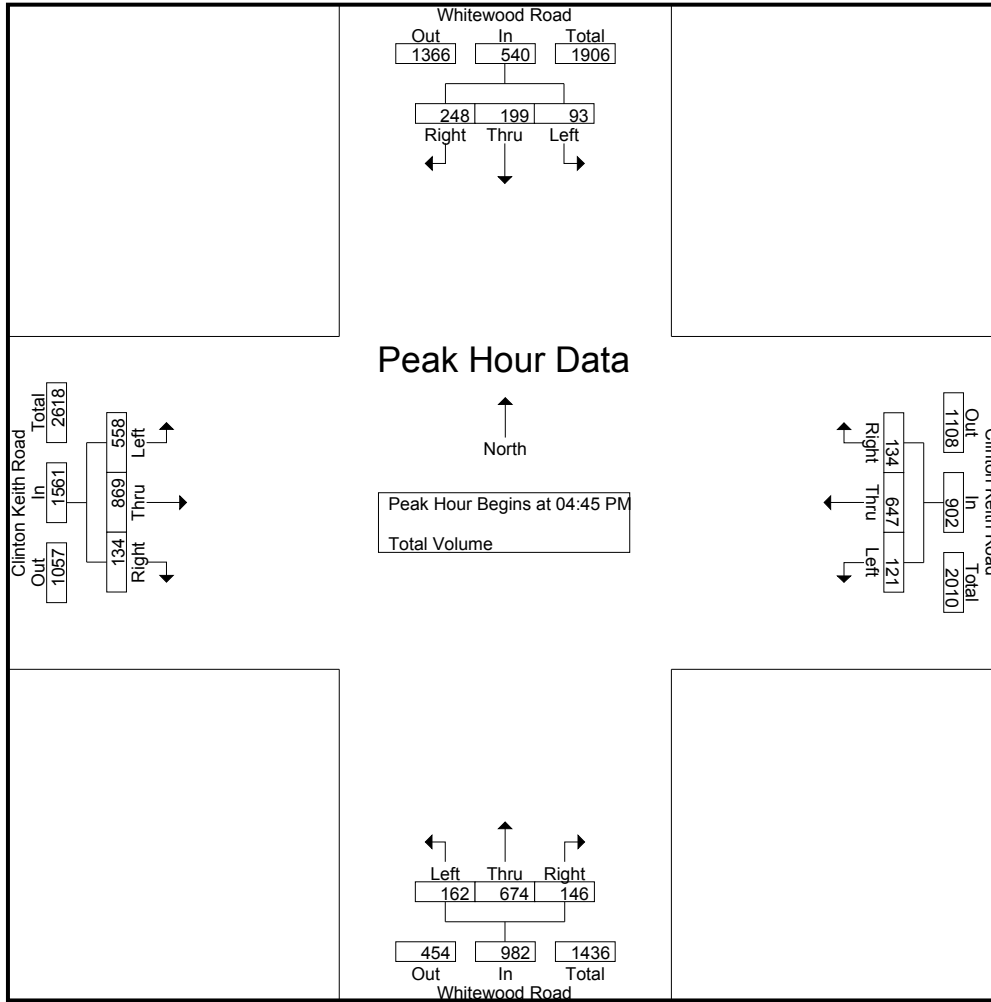 Whitewood Road
Out In Total
1366 540 1906
248 199 93
Right Thru Left
Peak Hour Data
North
Peak Hour Begins at 04:45 PM
Total Volume
Clinton Keith Road
Total In Out
2618 1561 1057
558 869 134
Left Thru Right
Clinton Keith Road
Out In Total
1108 902 2010
134 647 121
Right Thru Left
Left Thru Right
162 674 146
454 982 1436
Out In Total
Whitewood Road